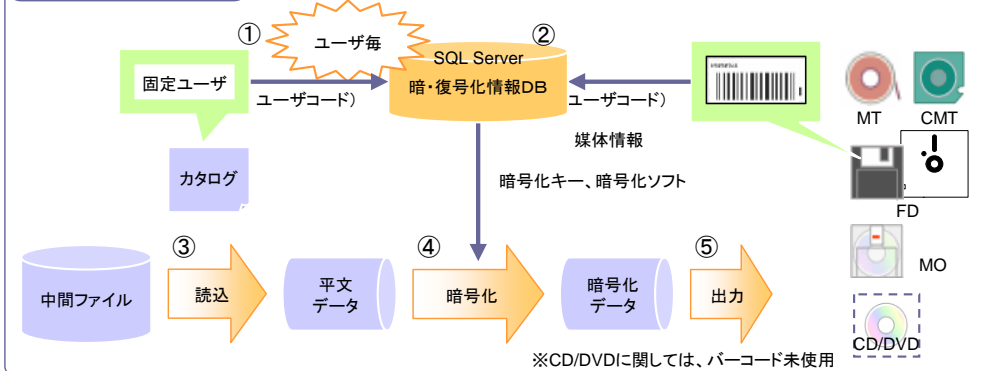 ①
ユーザ毎
②
SQL Server
暗・復号化情報DB
固定ユーザ
ユーザコード）
ユーザコード）
MT
CMT
媒体情報
カタログ
暗号化キー、暗号化ソフト
FD
③
④
⑤
MO
中間ファイル
読込
平文
データ
暗号化
暗号化
データ
出力
CD/DVD
※CD/DVDに関しては、バーコード未使用